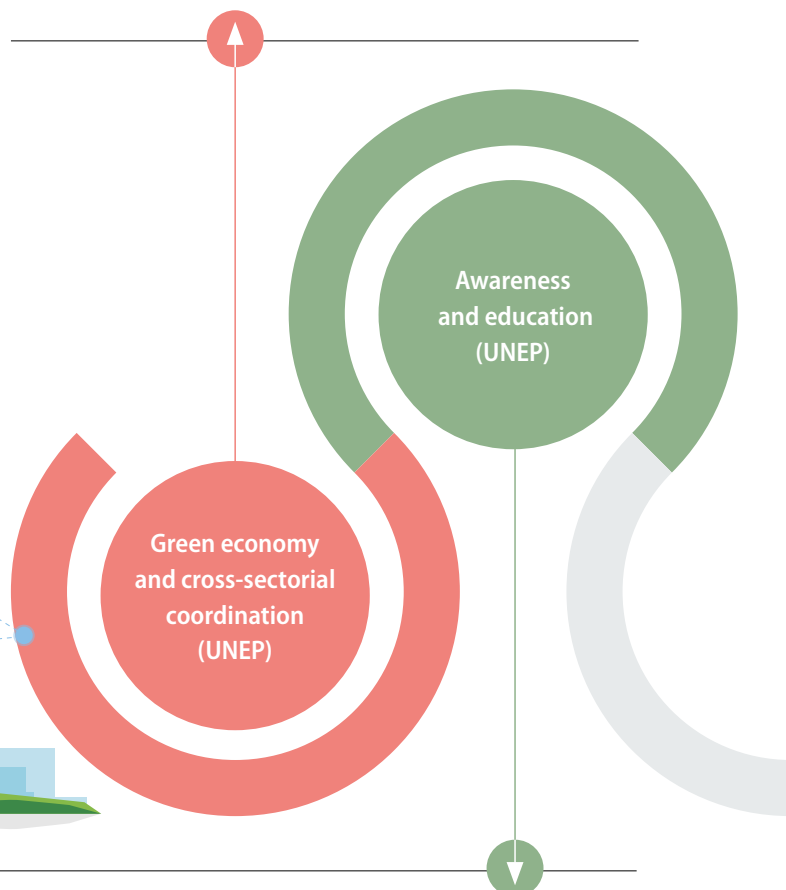 Awareness
and education
(UNEP)
Green economy
and cross-sectorial
coordination
(UNEP)